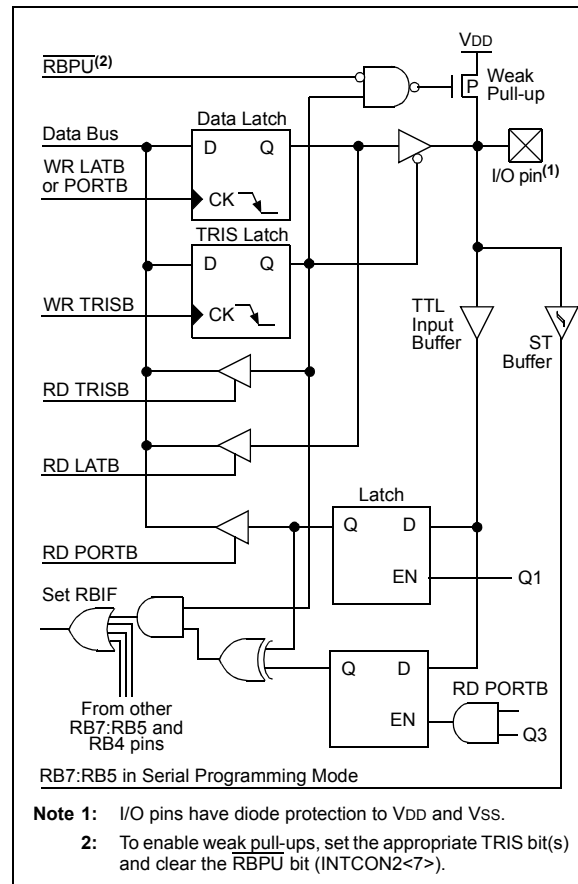 VDD
RBPU(2)
P
Weak
Pull-up
Data Bus
Data Latch
D Q
I/O pin(1)
WR LATB
or PORTB
CK
TRIS Latch
D Q
WR TRISB
CK
TTL
Input
Buffer
ST
Buffer
RD TRISB
RD LATB
Latch
Q D
RD PORTB
EN
Q1
Set RBIF
Q D
RD PORTB
EN
Q3
From other
RB7:RB5 and
RB4 pins
RB7:RB5 in Serial Programming Mode
Note 1: I/O pins have diode protection to VDD and VSS.
2: To enable weak pull-ups, set the appropriate TRIS bit(s)
and clear the RBPU bit (INTCON2<7>).